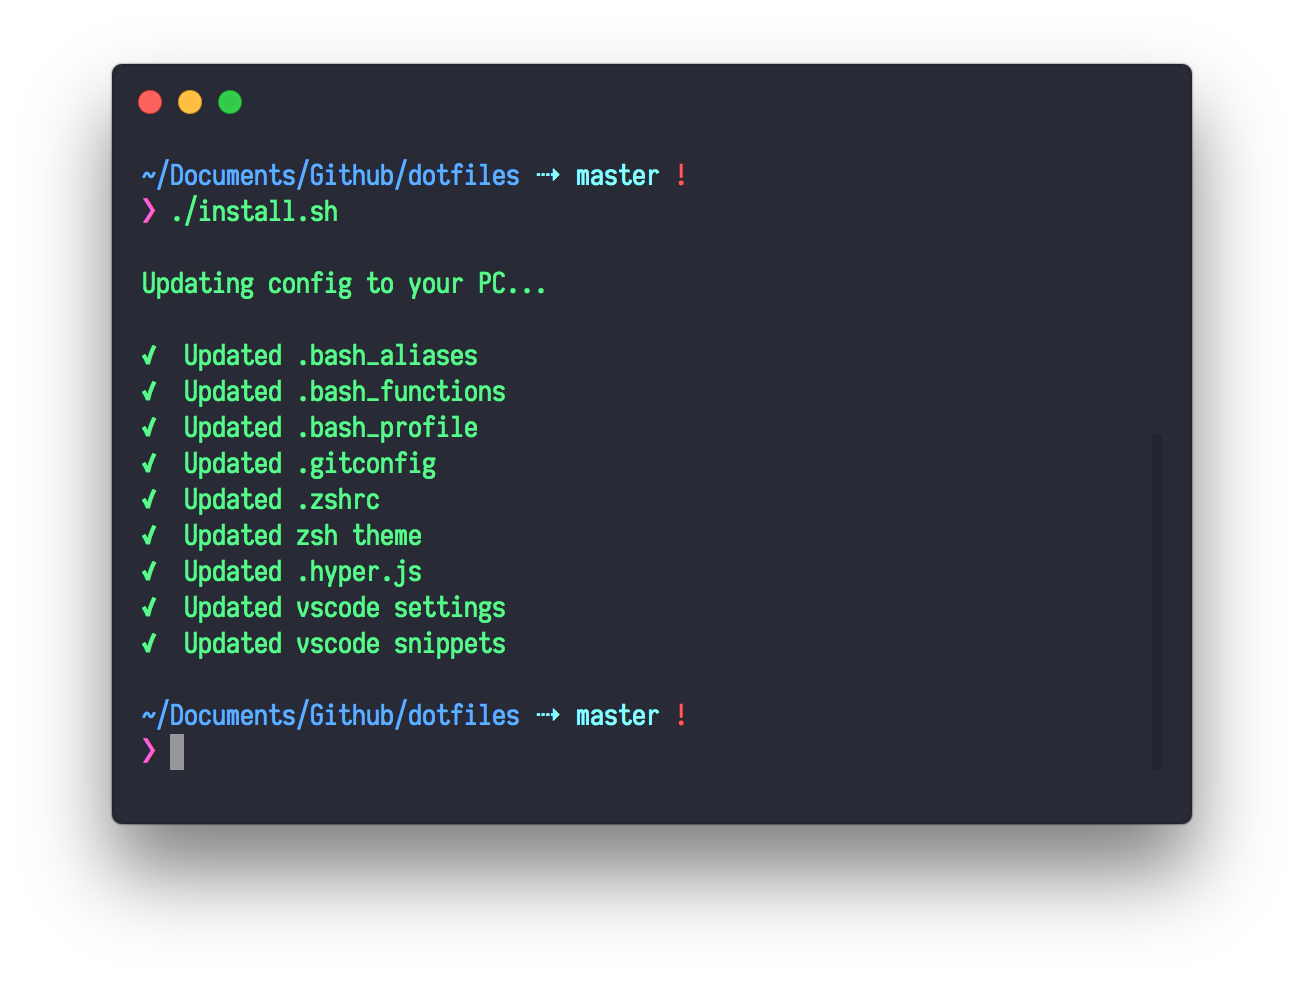 ~/Documents/Github/dotfiles ⇢ master !
❯ ./install.sh
Updating config to your PC...
✔ Updated .bash_aliases
✔ Updated .bash_functions
✔ Updated .bash_profile
✔ Updated .gitconfig
✔ Updated .zshrc
✔ Updated zsh theme
✔ Updated .hyper.js
✔ Updated vscode settings
✔ Updated vscode snippets
~/Documents/Github/dotfiles ⇢ master !
❯